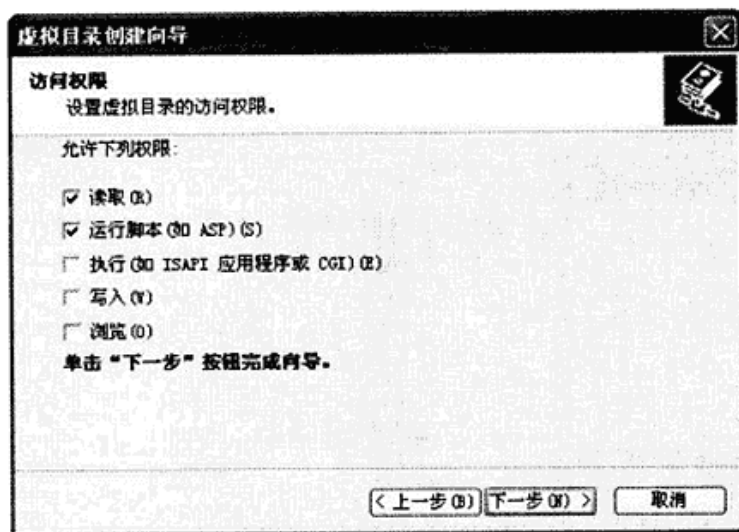 虚拟目录创建向导
访问权限
设置虚拟目录的访问权限。
允许下列权限:
读取(R)
运行脚本(如 ASP)(S)
执行(如 ISAPI 应用程序或 CGI)(E)
写入(W)
浏览(O)
单击“下一步”按钮完成向导。
< 上一步(B) 下一步(N) > 取消